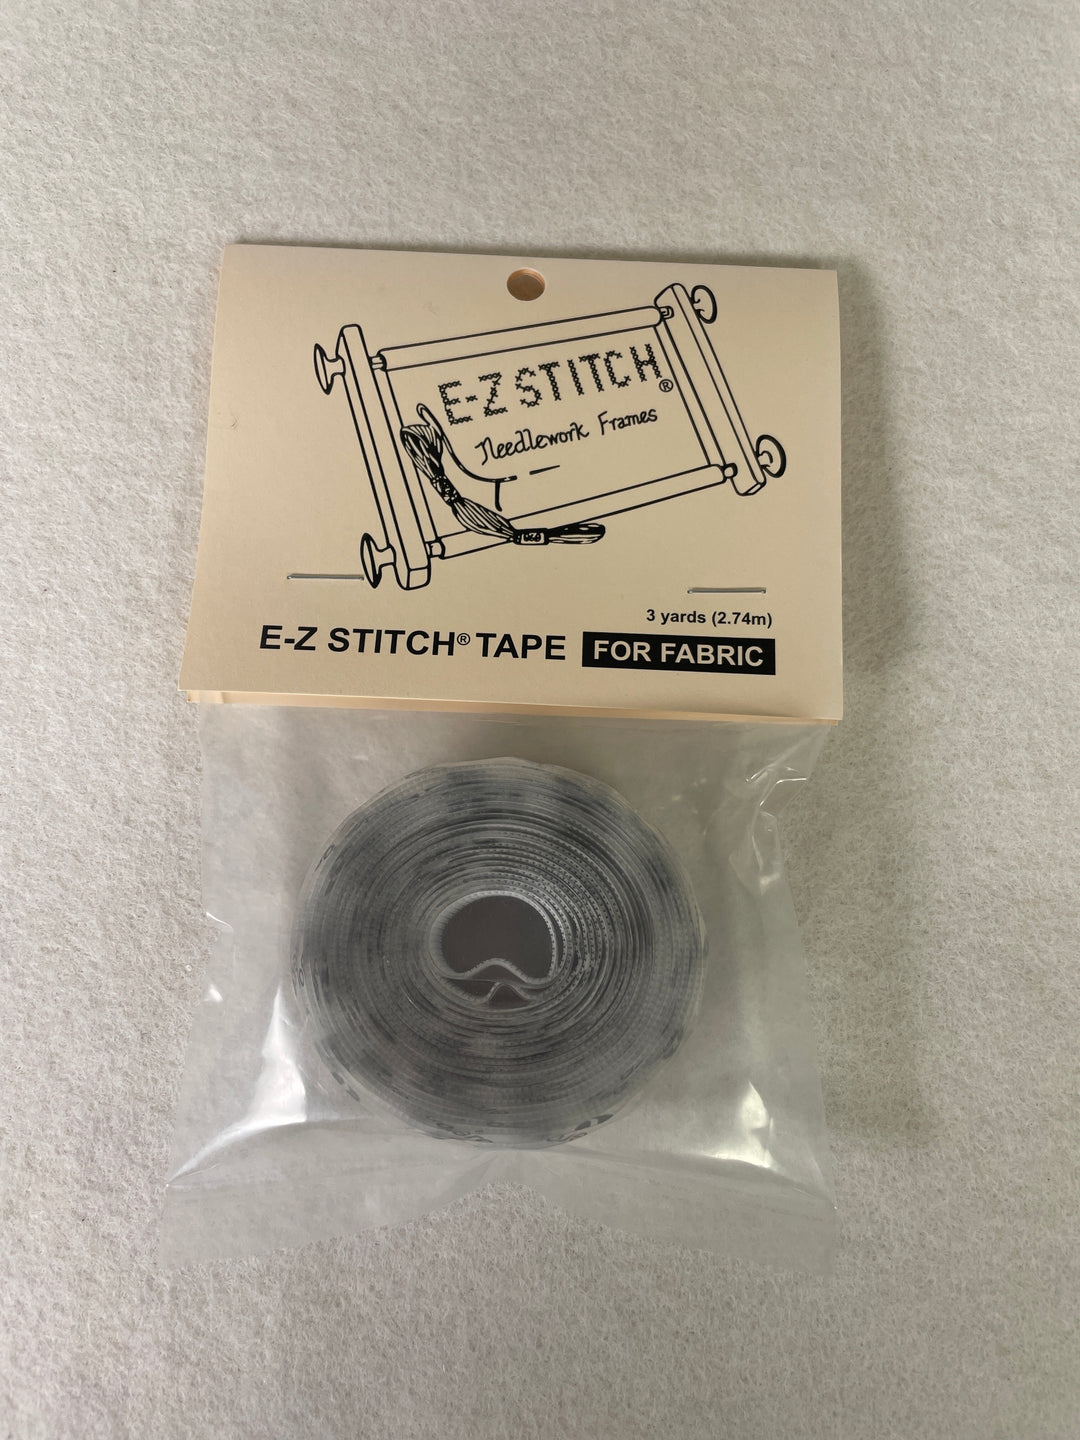 E-Z STITCH®
Needlework Frames
3 yards (2.74m)
E-Z STITCH® TAPE FOR FABRIC